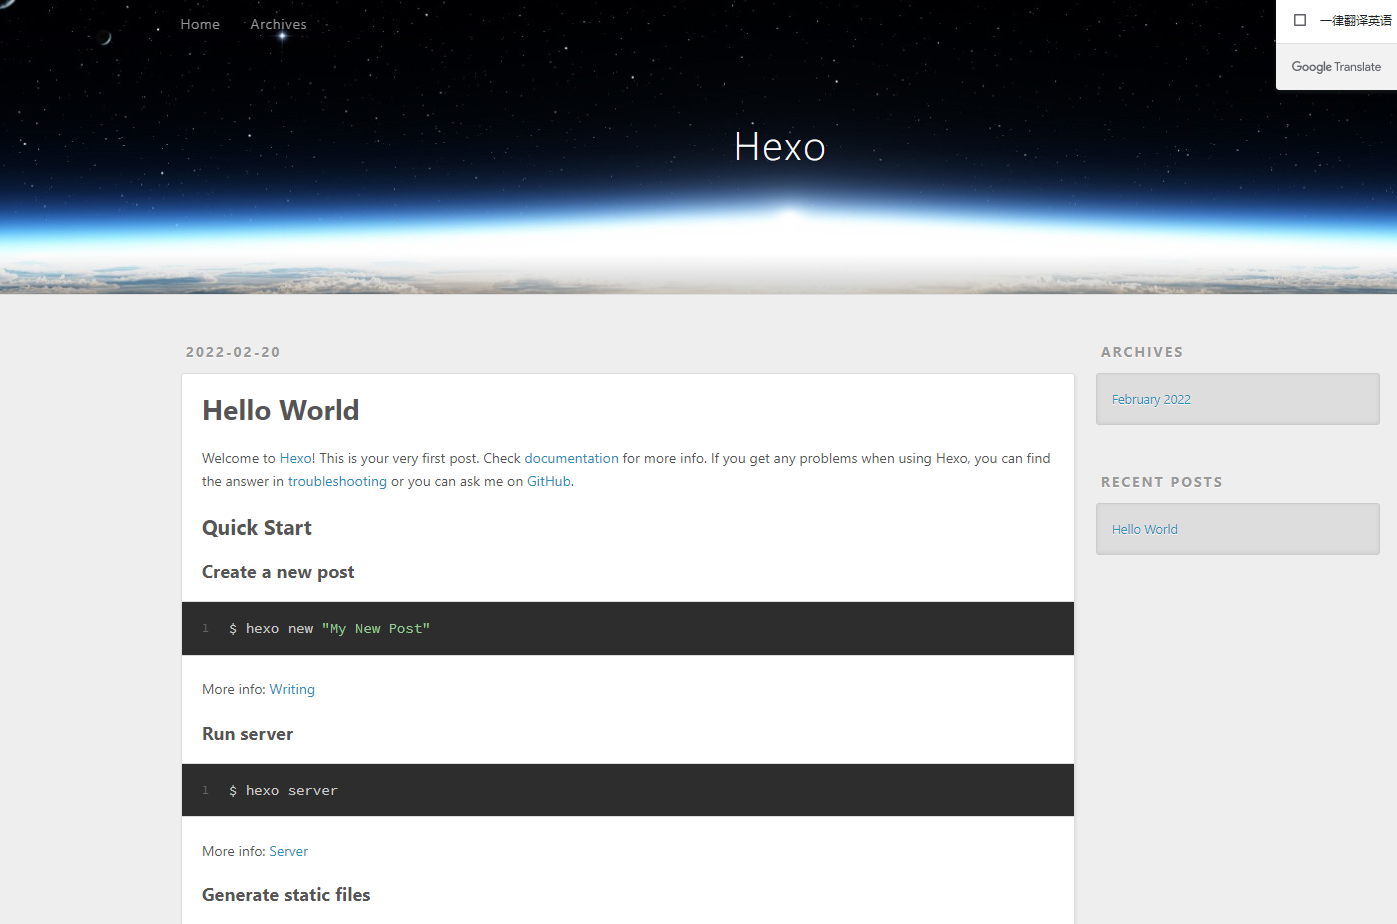 Home Archives
一律翻译英语
Google Translate
Hexo
2022-02-20
Hello World
Welcome to Hexo! This is your very first post. Check documentation for more info. If you get any problems when using Hexo, you can find
the answer in troubleshooting or you can ask me on GitHub.
Quick Start
Create a new post
1 $ hexo new "My New Post"
More info: Writing
Run server
1 $ hexo server
More info: Server
Generate static files
ARCHIVES
February 2022
RECENT POSTS
Hello World